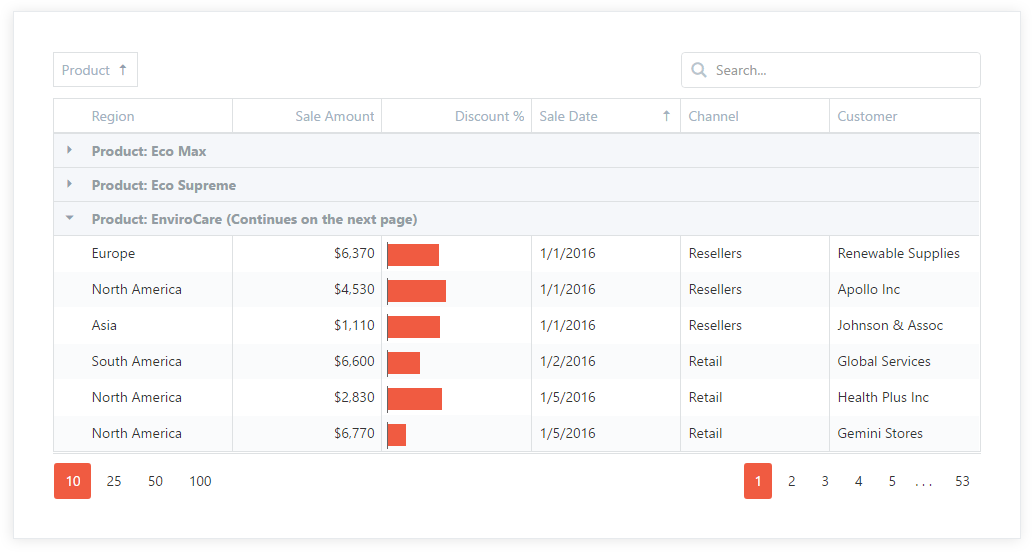 Product ↑ Search...
Region Sale Amount Discount % Sale Date ↑ Channel Customer
Product: Eco Max
Product: Eco Supreme
Product: EnviroCare (Continues on the next page)
Europe $6,370 1/1/2016 Resellers Renewable Supplies
North America $4,530 1/1/2016 Resellers Apollo Inc
Asia $1,110 1/1/2016 Resellers Johnson & Assoc
South America $6,600 1/2/2016 Retail Global Services
North America $2,830 1/5/2016 Retail Health Plus Inc
North America $6,770 1/5/2016 Retail Gemini Stores
10 25 50 100 1 2 3 4 5 ... 53